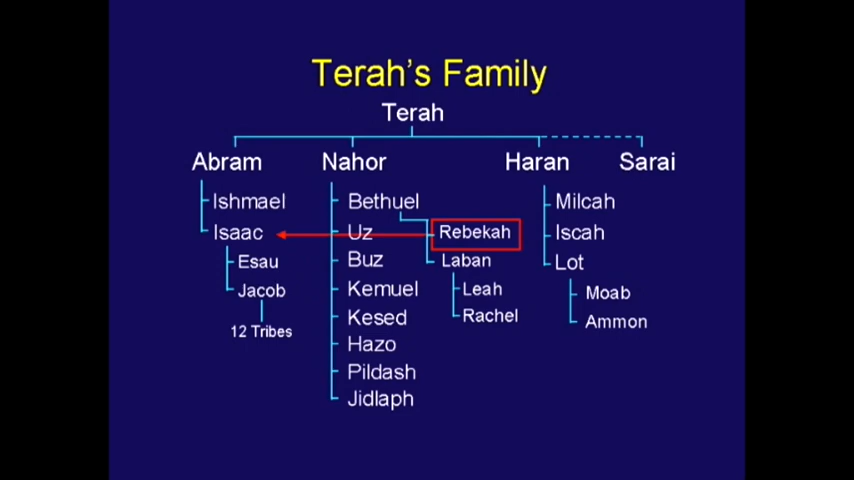 Terah's Family
Terah
Abram Nahor Haran Sarai
Ishmael Bethuel Milcah
Isaac Uz Rebekah Iscah
Esau Buz Laban Lot
Jacob Kemuel Leah Moab
12 Tribes Kesed Rachel Ammon
Hazo
Pildash
Jidlaph